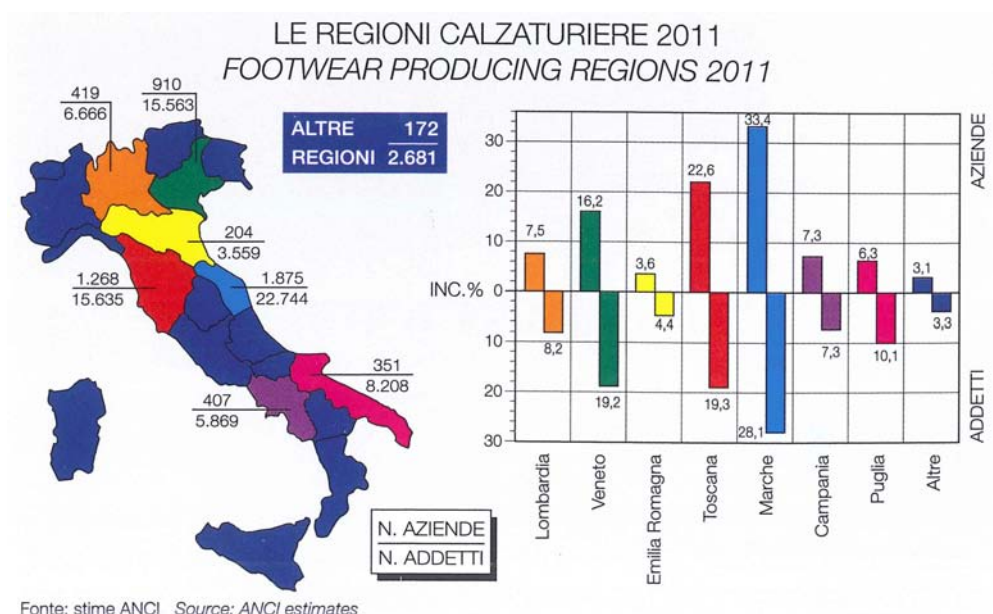 LE REGIONI CALZATURIERE 2011
FOOTWEAR PRODUCING REGIONS 2011
419
6.666
910
15.563
ALTRE 172
REGIONI 2.681
204
3.559
1.268
15.635
1.875
22.744
351
8.208
407
5.869
N. AZIENDE
N. ADDETTI
30
20
10
INC.% 0
10
20
30
7,5
16,2
3,6
22,6
33,4
7,3
6,3
3,1
8,2
19,2
4,4
19,3
28,1
7,3
10,1
3,3
AZIENDE
ADDETTI
Lombardia
Veneto
Emilia Romagna
Toscana
Marche
Campania
Puglia
Altre
Fonte: stime ANCI Source: ANCI estimates